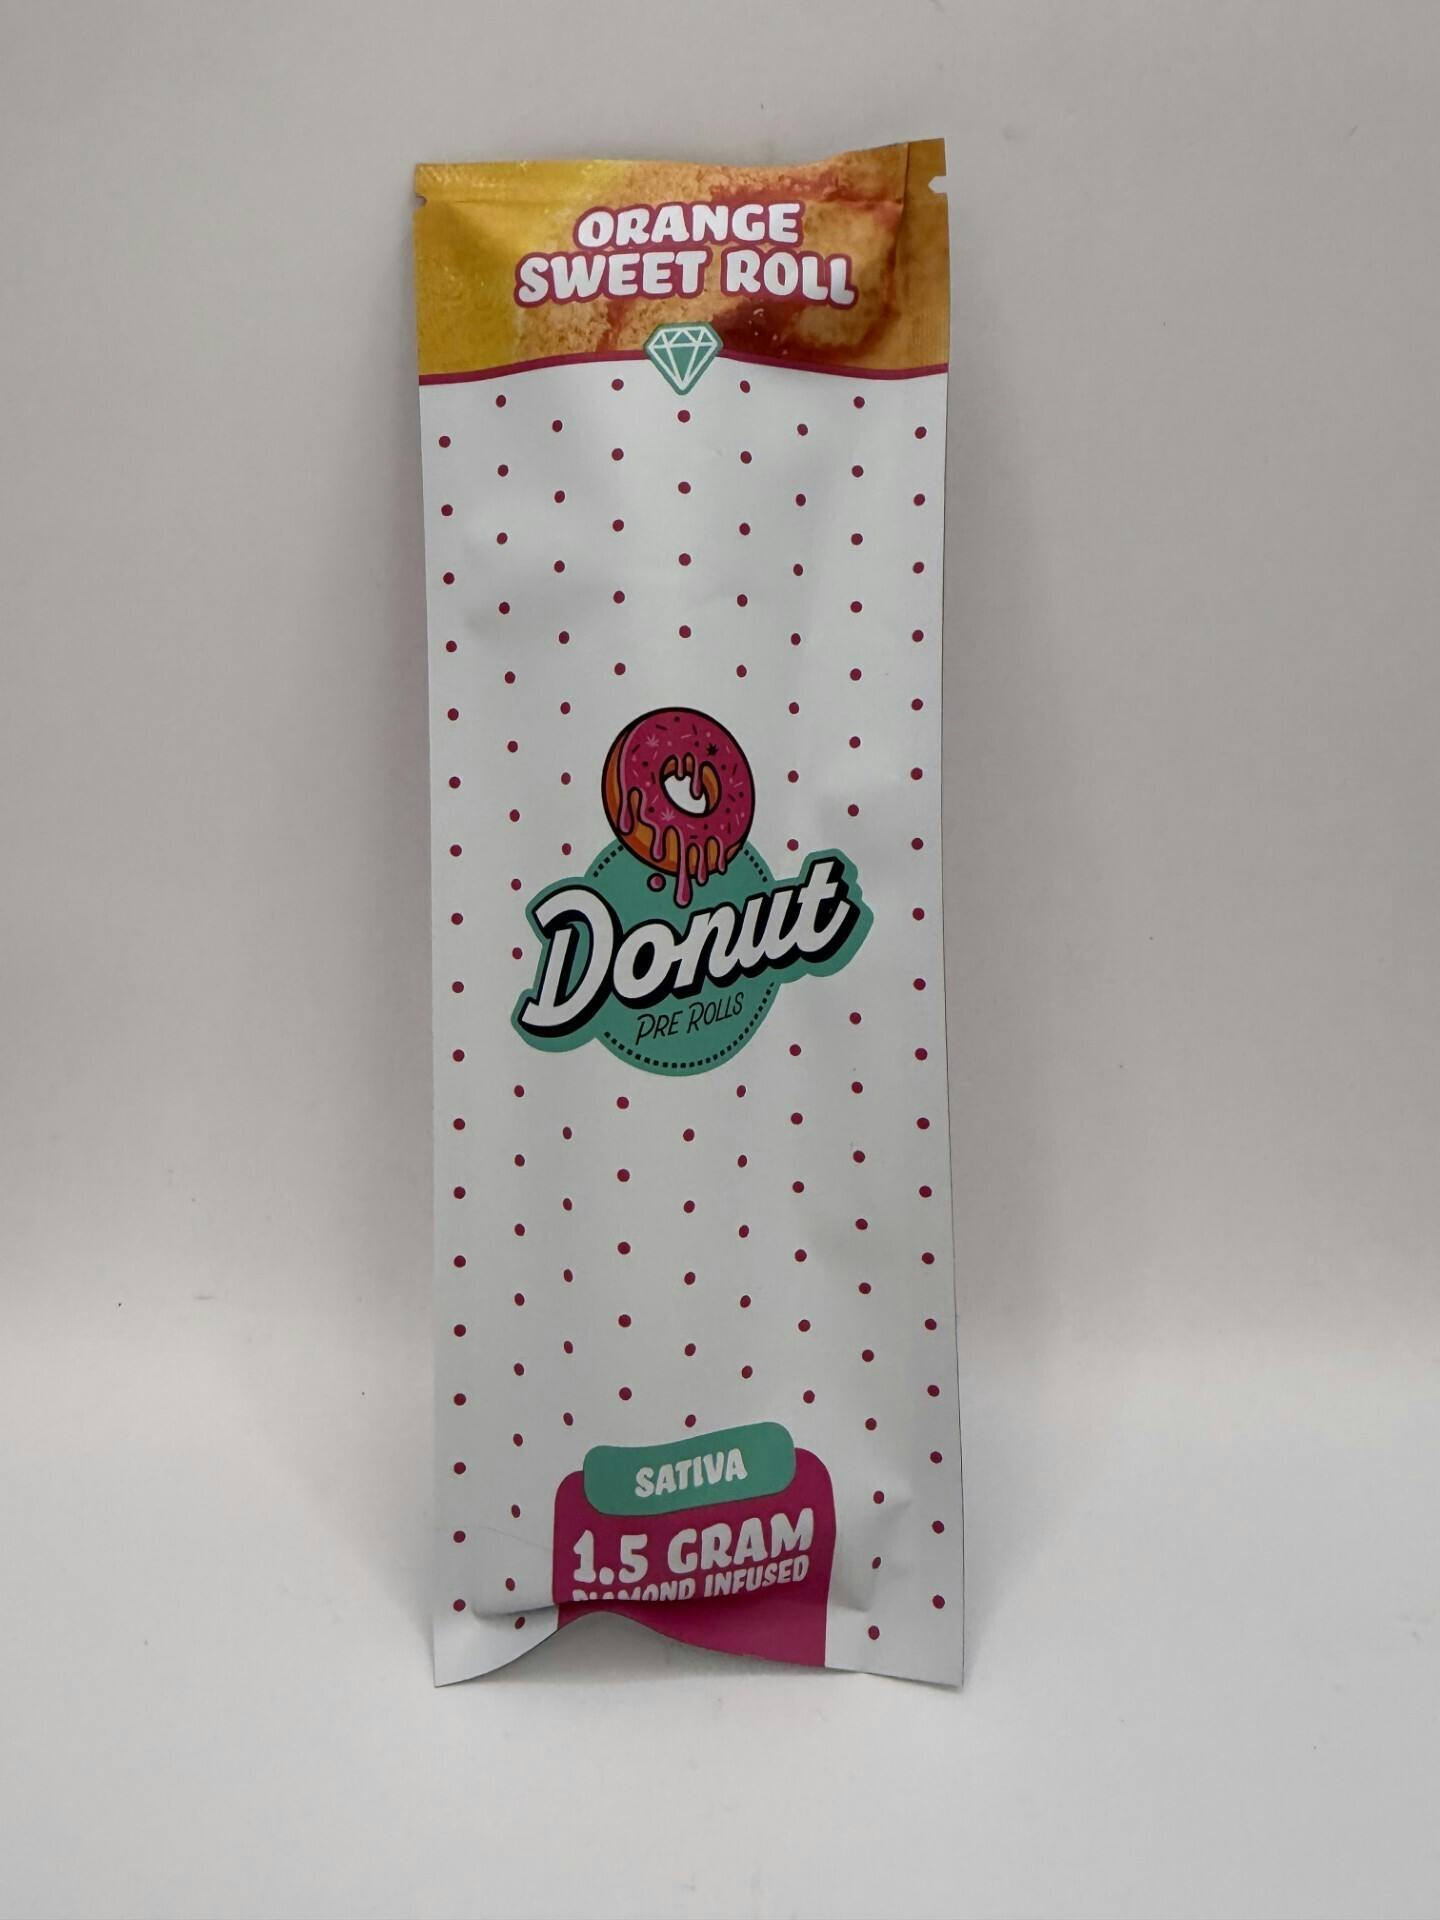 ORANGE
SWEET ROLL
Donut
PRE ROLLS
SATIVA
1.5 GRAM
DIAMOND INFUSED